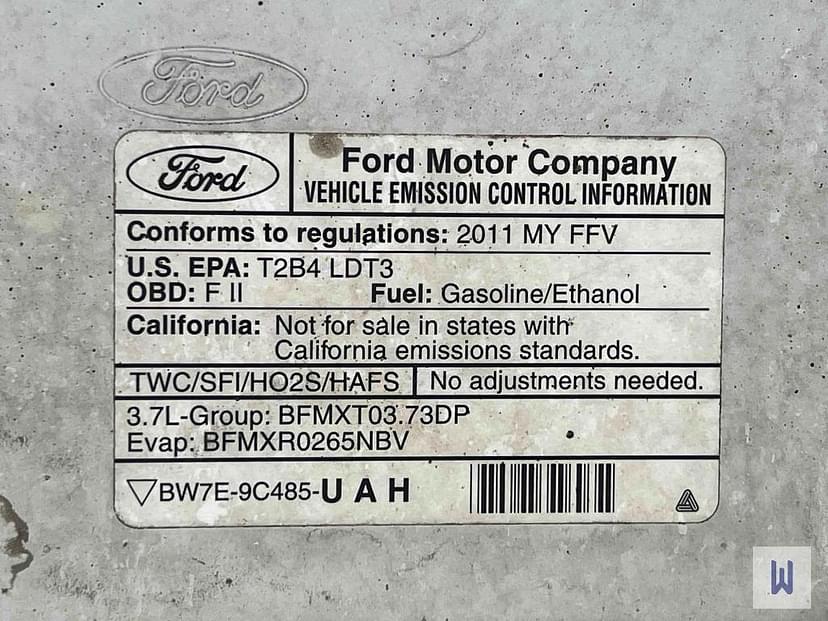 Ford
Ford
Ford Motor Company
VEHICLE EMISSION CONTROL INFORMATION
Conforms to regulations: 2011 MY FFV
U.S. EPA: T2B4 LDT3
OBD: F II Fuel: Gasoline/Ethanol
California: Not for sale in states with
California emissions standards.
TWC/SFI/HO2S/HAFS No adjustments needed.
3.7L-Group: BFMXT03.73DP
Evap: BFMXR0265NBV
BW7E-9C485-UAH
W